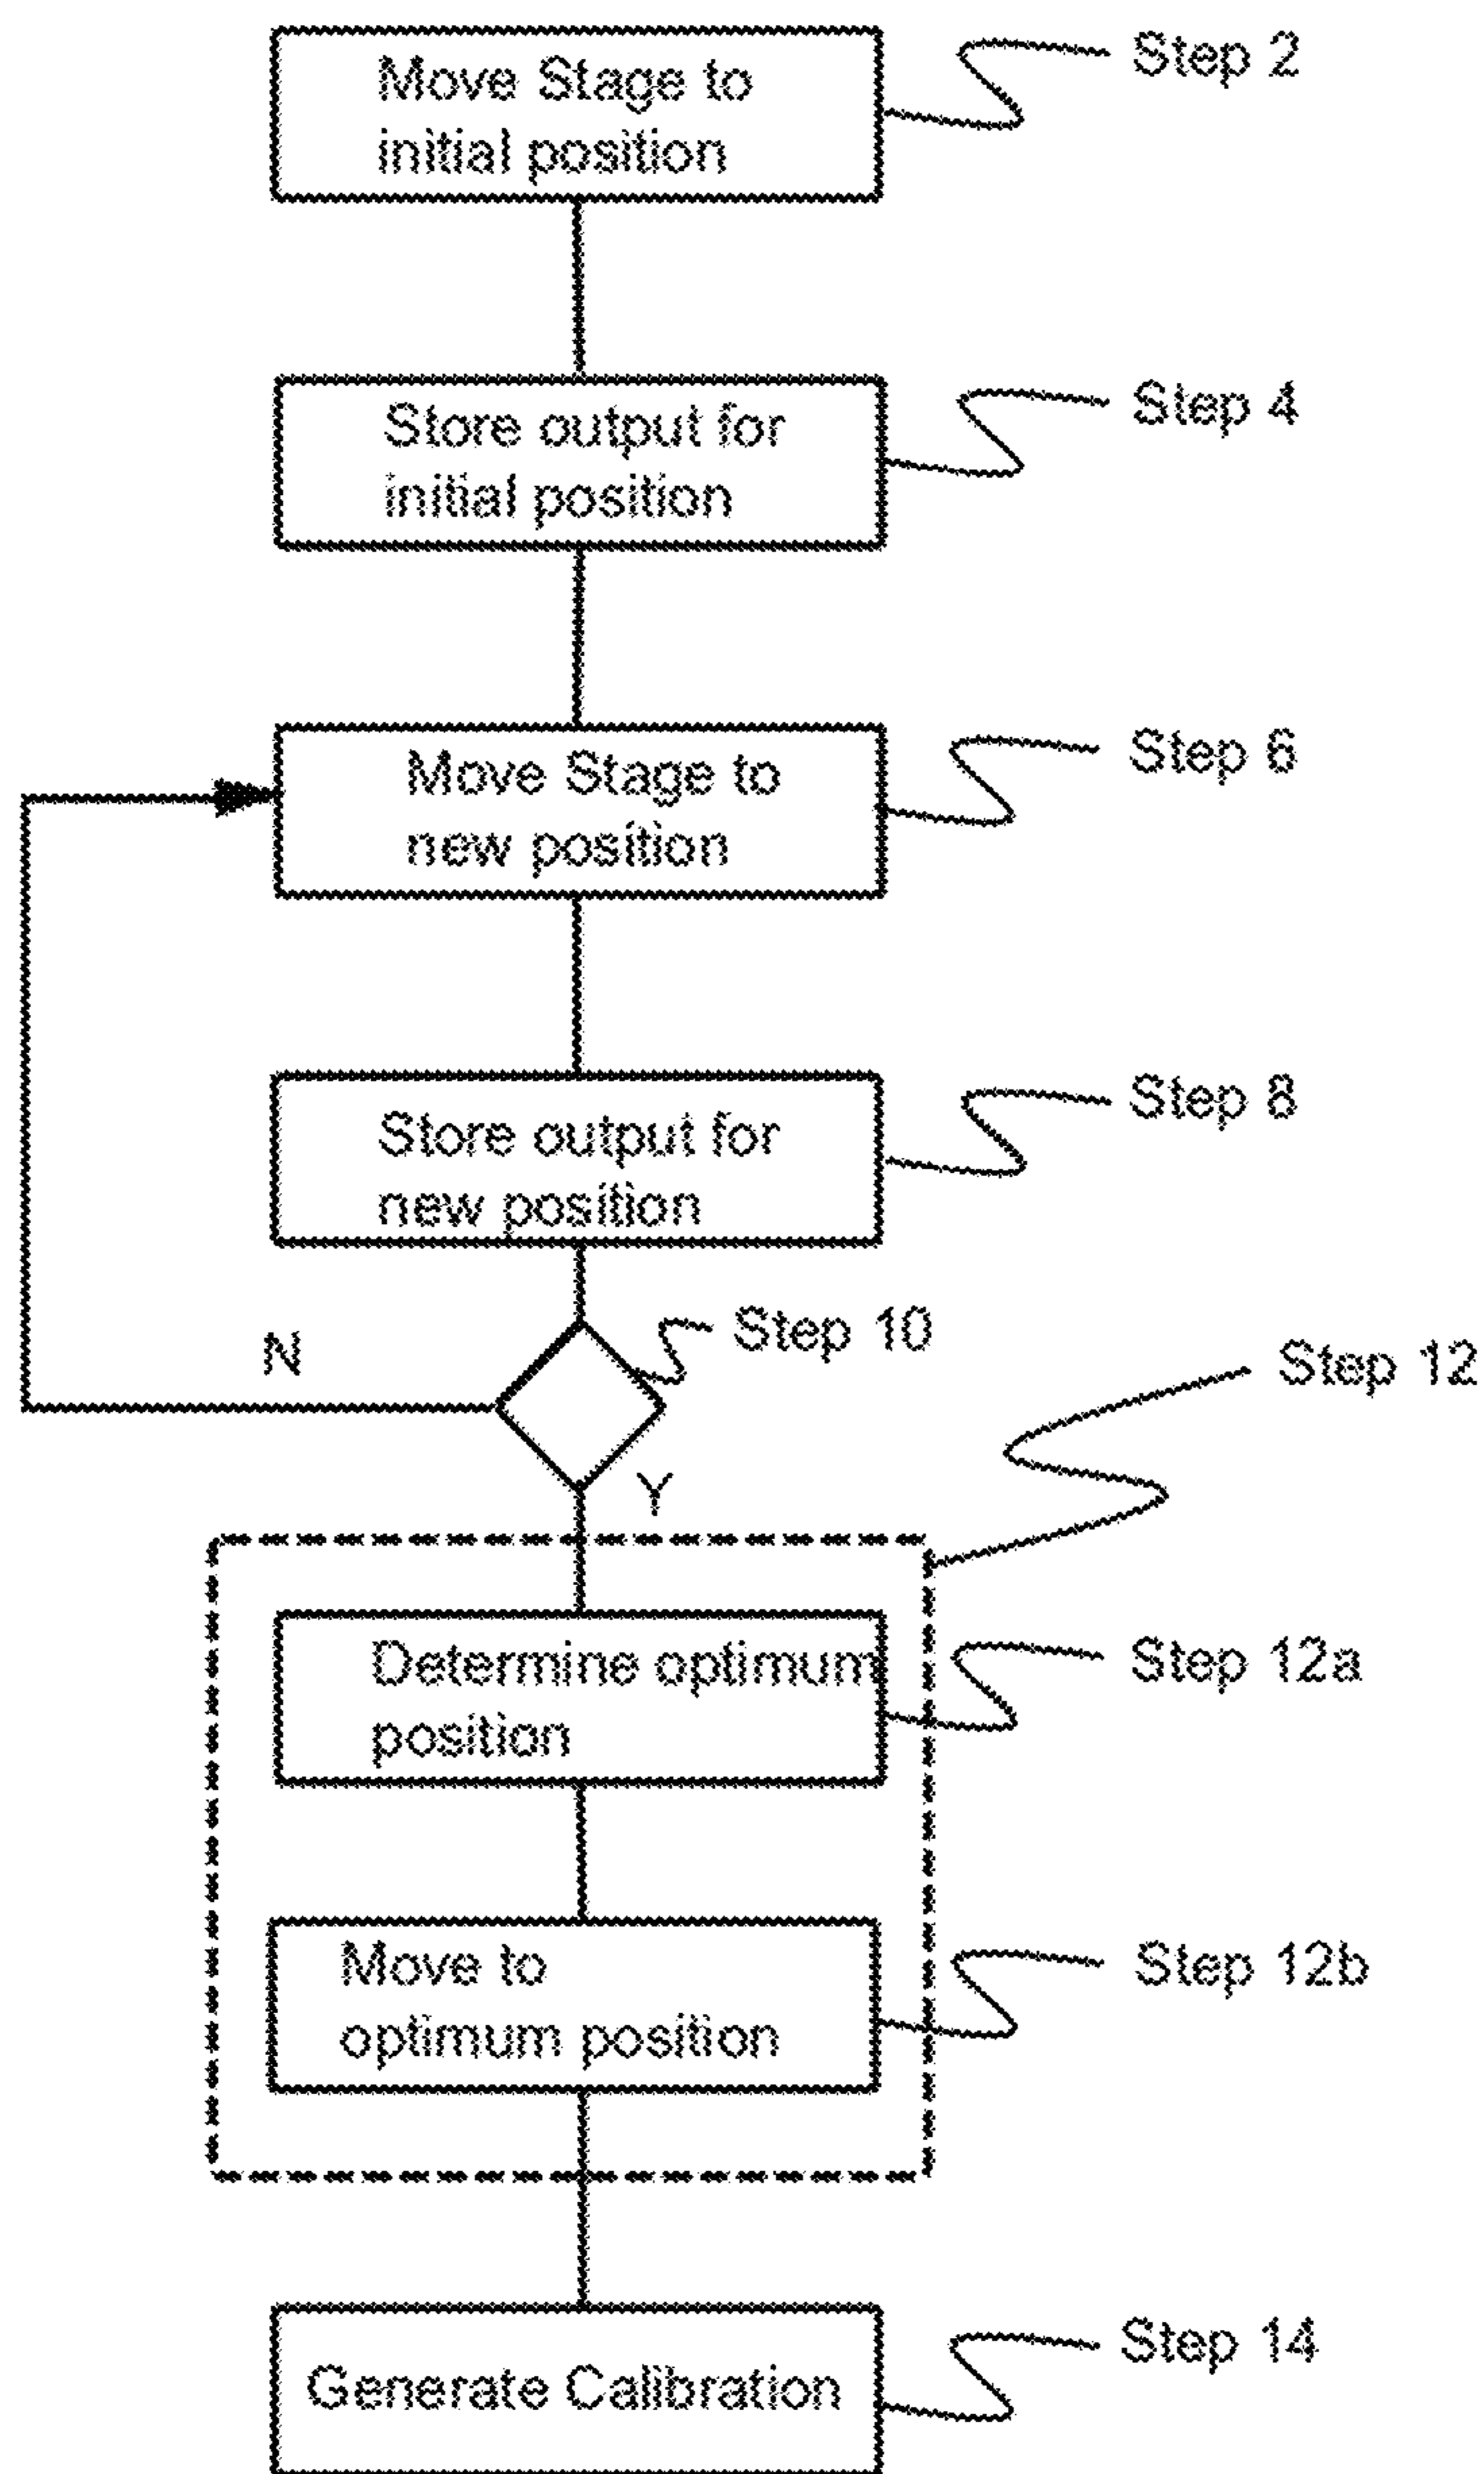 Move Stage to
initial position
Step 2
Store output for
initial position
Step 4
Move Stage to
new position
Step 6
Store output for
new position
Step 8
Step 10
N
Y
Step 12
Determine optimum
position
Step 12a
Move to
optimum position
Step 12b
Generate Calibration
Step 14